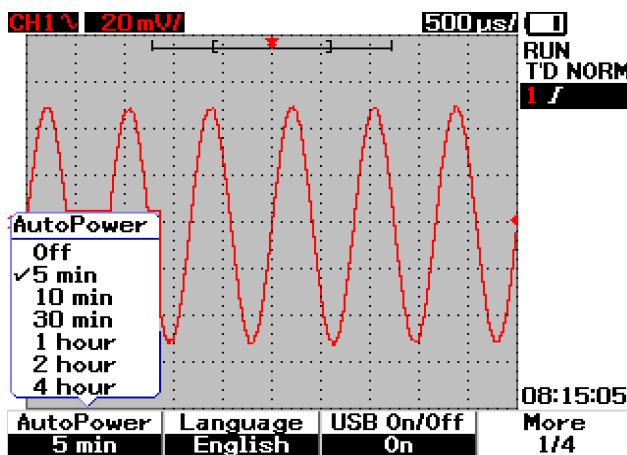 CH1 ∿ 20 mV/ 500 µs/
RUN
T'D NORM
1
AutoPower
Off
✓5 min
10 min
30 min
1 hour
2 hour
4 hour
08:15:05
AutoPower Language USB On/Off More
5 min English On 1/4